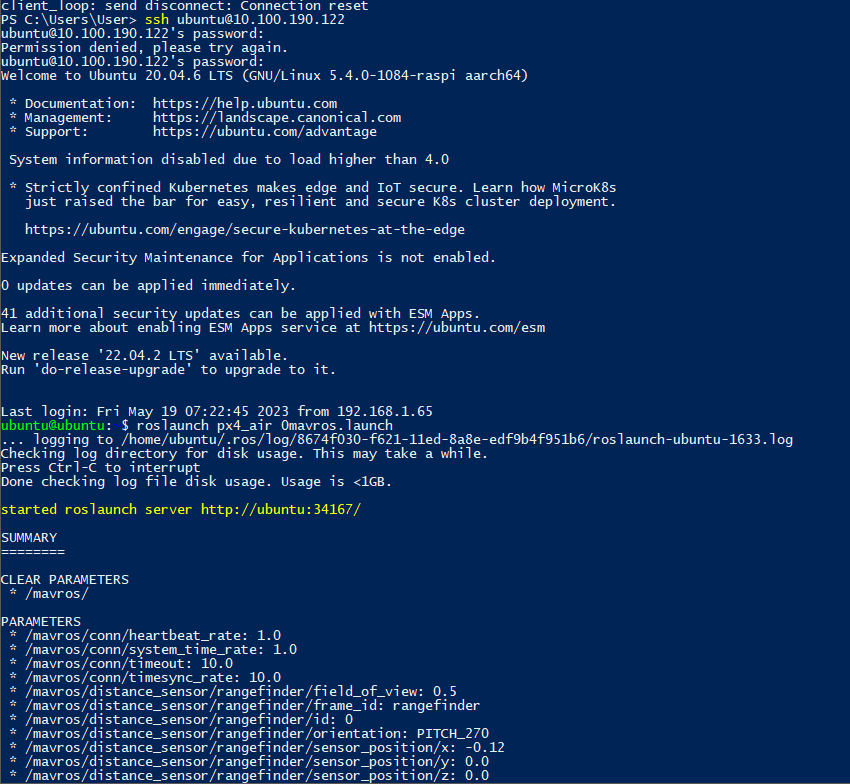 client_loop: send disconnect: Connection reset
PS C:\Users\User> ssh ubuntu@10.100.190.122
ubuntu@10.100.190.122's password:
Permission denied, please try again.
ubuntu@10.100.190.122's password:
Welcome to Ubuntu 20.04.6 LTS (GNU/Linux 5.4.0-1084-raspi aarch64)
* Documentation: https://help.ubuntu.com
* Management: https://landscape.canonical.com
* Support: https://ubuntu.com/advantage
System information disabled due to load higher than 4.0
* Strictly confined Kubernetes makes edge and IoT secure. Learn how MicroK8s
just raised the bar for easy, resilient and secure K8s cluster deployment.
https://ubuntu.com/engage/secure-kubernetes-at-the-edge
Expanded Security Maintenance for Applications is not enabled.
0 updates can be applied immediately.
41 additional security updates can be applied with ESM Apps.
Learn more about enabling ESM Apps service at https://ubuntu.com/esm
New release '22.04.2 LTS' available.
Run 'do-release-upgrade' to upgrade to it.
Last login: Fri May 19 07:22:45 2023 from 192.168.1.65
ubuntu@ubuntu:~$ roslaunch px4_air 0mavros.launch
... logging to /home/ubuntu/.ros/log/8674f030-f621-11ed-8a8e-edf9b4f951b6/roslaunch-ubuntu-1633.log
Checking log directory for disk usage. This may take a while.
Press Ctrl-C to interrupt
Done checking log file disk usage. Usage is <1GB.
started roslaunch server http://ubuntu:34167/
SUMMARY
========
CLEAR PARAMETERS
* /mavros/
PARAMETERS
* /mavros/conn/heartbeat_rate: 1.0
* /mavros/conn/system_time_rate: 1.0
* /mavros/conn/timeout: 10.0
* /mavros/conn/timesync_rate: 10.0
* /mavros/distance_sensor/rangefinder/field_of_view: 0.5
* /mavros/distance_sensor/rangefinder/frame_id: rangefinder
* /mavros/distance_sensor/rangefinder/id: 0
* /mavros/distance_sensor/rangefinder/orientation: PITCH_270
* /mavros/distance_sensor/rangefinder/sensor_position/x: -0.12
* /mavros/distance_sensor/rangefinder/sensor_position/y: 0.0
* /mavros/distance_sensor/rangefinder/sensor_position/z: 0.0